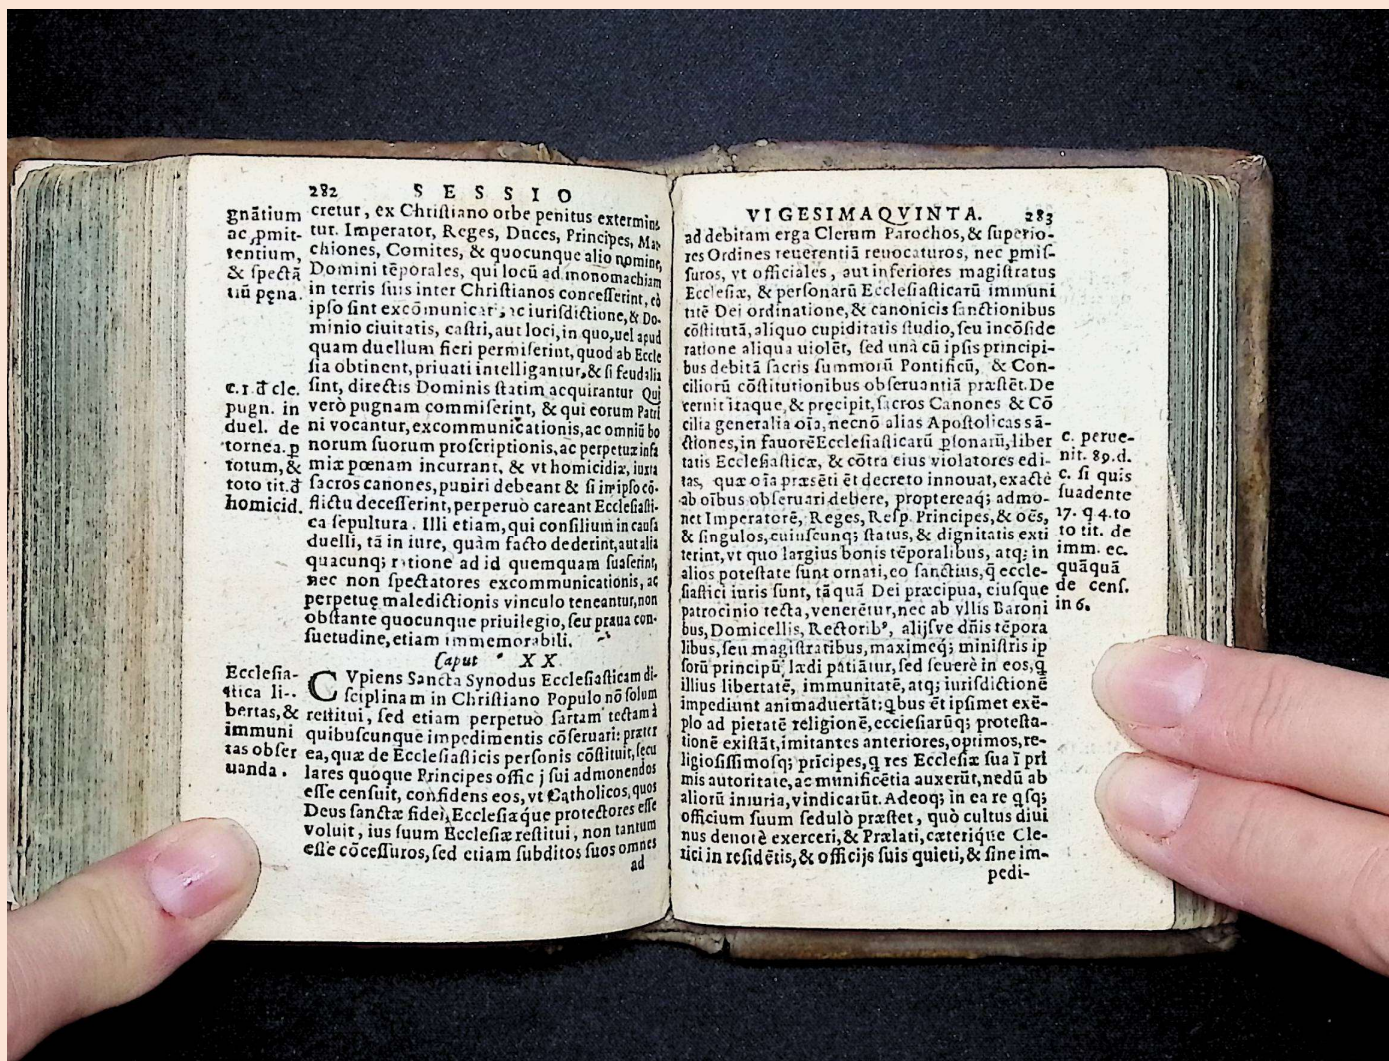 282 SESSIO
gnātium
ac ꝓmit-
tentium,
& spectā
tiū pęna.
cretur, ex Christiano orbe penitus extermine
tur. Imperator, Reges, Duces, Principes, Mar
chiones, Comites, & quocunque alio nomine,
Domini tēporales, qui locū ad monomachiam
in terris suis inter Christianos concesserint, eò
ipso sint excōmunicati, ac iurisdictione, & Do-
minio ciuitatis, castri, aut loci, in quo, uel apud
quam duellum fieri permiserint, quod ab Eccle
sia obtinent, priuati intelligantur, & si feudalia
sint, directis Dominis statim acquirantur Qui
verò pugnam commiserint, & qui eorum Patri
ni vocantur, excommunicationis, ac omniū bo
norum suorum proscriptionis, ac perpetuæ infa
miæ pœnam incurrant, & vt homicidiæ, iuxta
sacros canones, puniri debeant & si in ipso cō-
flictu decesserint, perperuò careant Ecclesiasti-
ca sepultura. Illi etiam, qui consilium in causa
duelli, tā in iure, quàm facto dederint, aut alia
quacunq; ratione ad id quemquam suaserint,
nec non spectatores excommunicationis, ac
perpetuę maledictionis vinculo teneantur, non
obstante quocunque priuilegio, seu praua con-
suetudine, etiam immemorabili.
c. 1. đ cle.
pugn. in
duel. de
tornea. ꝑ
totum, &
toto tit. đ
homicid.
Caput XX.
Ecclesia-
stica li-
bertas, &
immuni
tas obser
uanda.
CVpiens Sancta Synodus Ecclesiasticam di-
sciplinam in Christiano Populo nō solum
restitui, sed etiam perpetuò sartam tectam à
quibuscunque impedimentis cōseruari: præter
ea, quæ de Ecclesiasticis personis cōstituit, secu
lares quoque Principes offic j sui admonendos
esse censuit, confidens eos, vt Catholicos, quos
Deus sanctæ fidei, Ecclesiæque protectores esse
voluit, ius suum Ecclesiæ restitui, non tantum
esse cōcessuros, sed etiam subditos suos omnes
ad
VIGESIMAQVINTA. 283
ad debitam erga Clerum Parochos, & superio-
res Ordines reuerentiā reuocaturos, nec ꝑmis-
suros, vt officiales, aut inferiores magistratus
Ecclesiæ, & personarū Ecclesiasticarū immuni
tatē Dei ordinatione, & canonicis sanctionibus
cōstitutā, aliquo cupiditatis studio, seu incōside
ratione aliqua uiolēt, sed unà cū ipsis principi-
bus debitā sacris summorū Pontificū, & Con-
ciliorū cōstitutionibus obseruantiā præstēt. De
cernit itaque, & pręcipit, sacros Canones & Cō
cilia generalia oīa, necnō alias Apostolicas sā-
ctiones, in fauorē Ecclesiasticarū ꝑsonarū, liber
tatis Ecclesiasticæ, & cōtra eius violatores edi-
tas, quæ oīa præsēti ēt decreto innouat, exactè
ab oībus obseruari debere, proptereaq; admo-
net Imperatorē, Reges, Resp. Principes, & oēs,
& singulos, cuiuscunq; status, & dignitatis exti
terint, vt quo largius bonis tēporalibus, atq; in
alios potestate sunt ornati, eo sanctius, q̄ eccle-
siastici iuris sunt, tāquā Dei præcipua, eiusque
patrocinio tecta, venerētur, nec ab vllis Baroni
bus, Domicellis, Rectorib⁹, alijsve dn̄is tēpora
libus, seu magistratibus, maximeq; ministris ip
sorū principū lædi patiātur, sed seuerè in eos, q
illius libertatē, immunitatē, atq; iurisdictionē
impediunt animaduertāt: qbus ēt ipsimet exē-
plo ad pietatē religionē, ecclesiarūq; protectā-
tionē existāt, imitantes anteriores, optimos, re-
ligiosissimosq; prīcipes, q res Ecclesiæ sua ī pri
mis autoritate, ac munificētia auxerūt, nedū ab
aliorū iniuria, vindicarūt. Adeoq; in ea re qsq;
officium suum sedulò præstet, quò cultus diui
nus deuotè exerceri, & Prælati, cæterique Cle-
rici in residētis, & officijs suis quieti, & sine im-
pedi-
c. perue-
nit. 89. d.
c. si quis
suadente
17. q 4. to
to tit. de
imm. ec.
quāquā
de cens.
in 6.